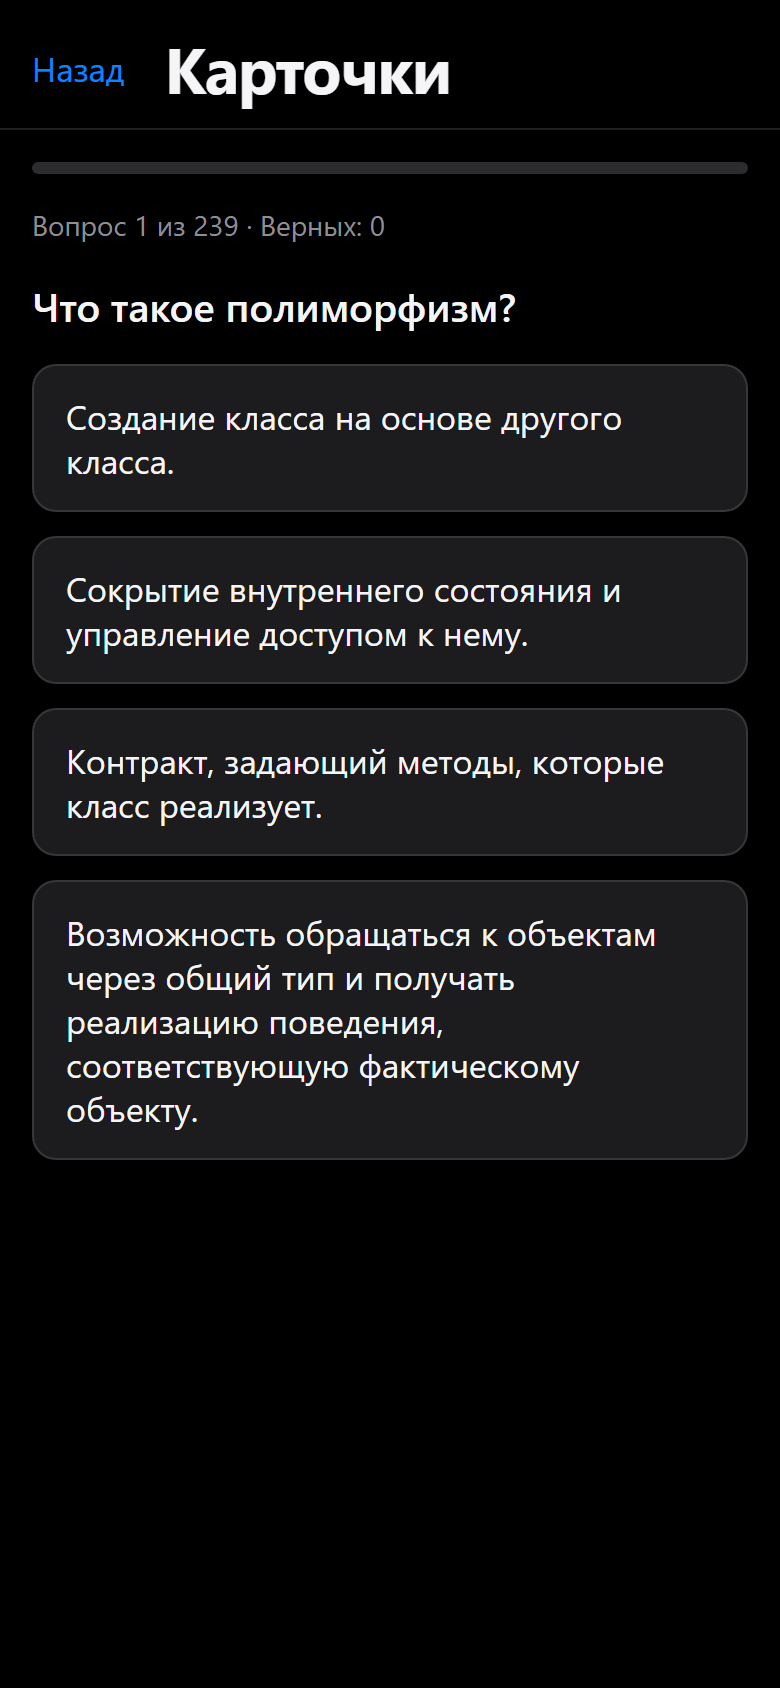 Назад Карточки
Вопрос 1 из 239 · Верных: 0
Что такое полиморфизм?
Создание класса на основе другого
класса.
Сокрытие внутреннего состояния и
управление доступом к нему.
Контракт, задающий методы, которые
класс реализует.
Возможность обращаться к объектам
через общий тип и получать
реализацию поведения,
соответствующую фактическому
объекту.